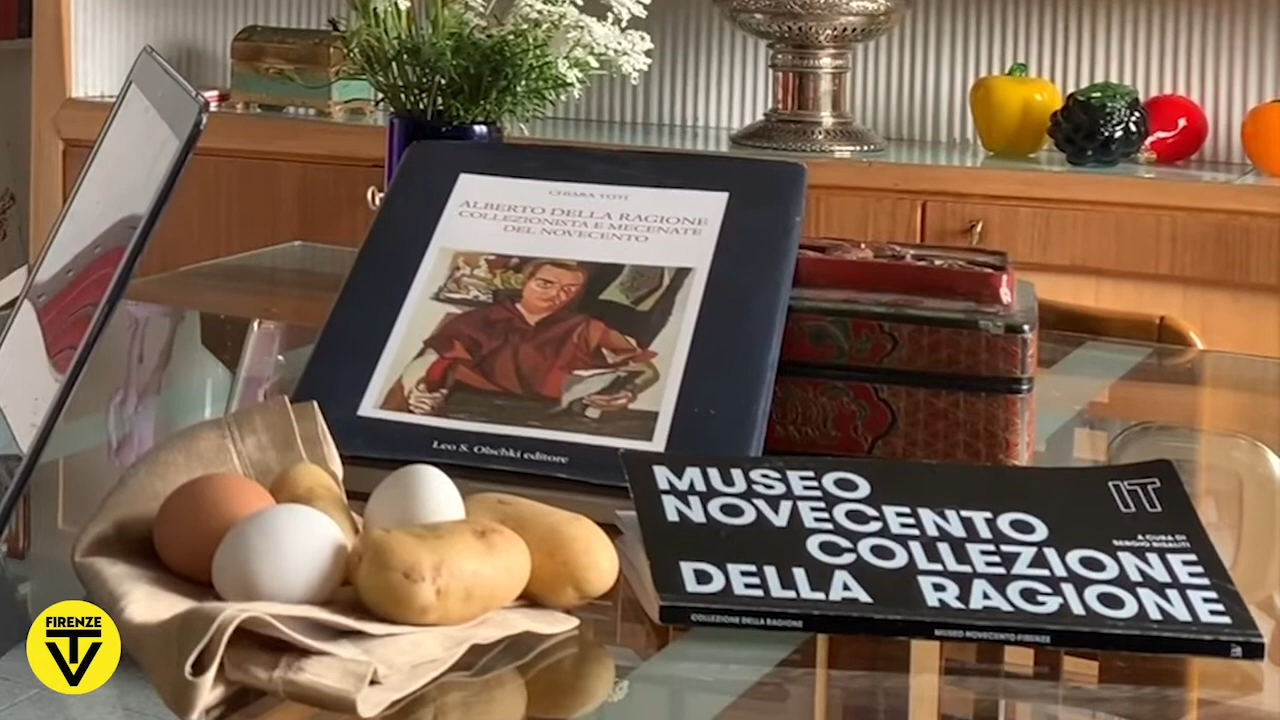 CHIARA TOTI
ALBERTO DELLA RAGIONE
COLLEZIONISTA E MECENATE
DEL NOVECENTO
Leo S. Olschki editore
MUSEO
NOVECENTO
COLLEZIONE
DELLA RAGIONE
IT
A CURA DI
SERGIO RISALITI
COLLEZIONE DELLA RAGIONE
MUSEO NOVECENTO FIRENZE
FIRENZE
TV